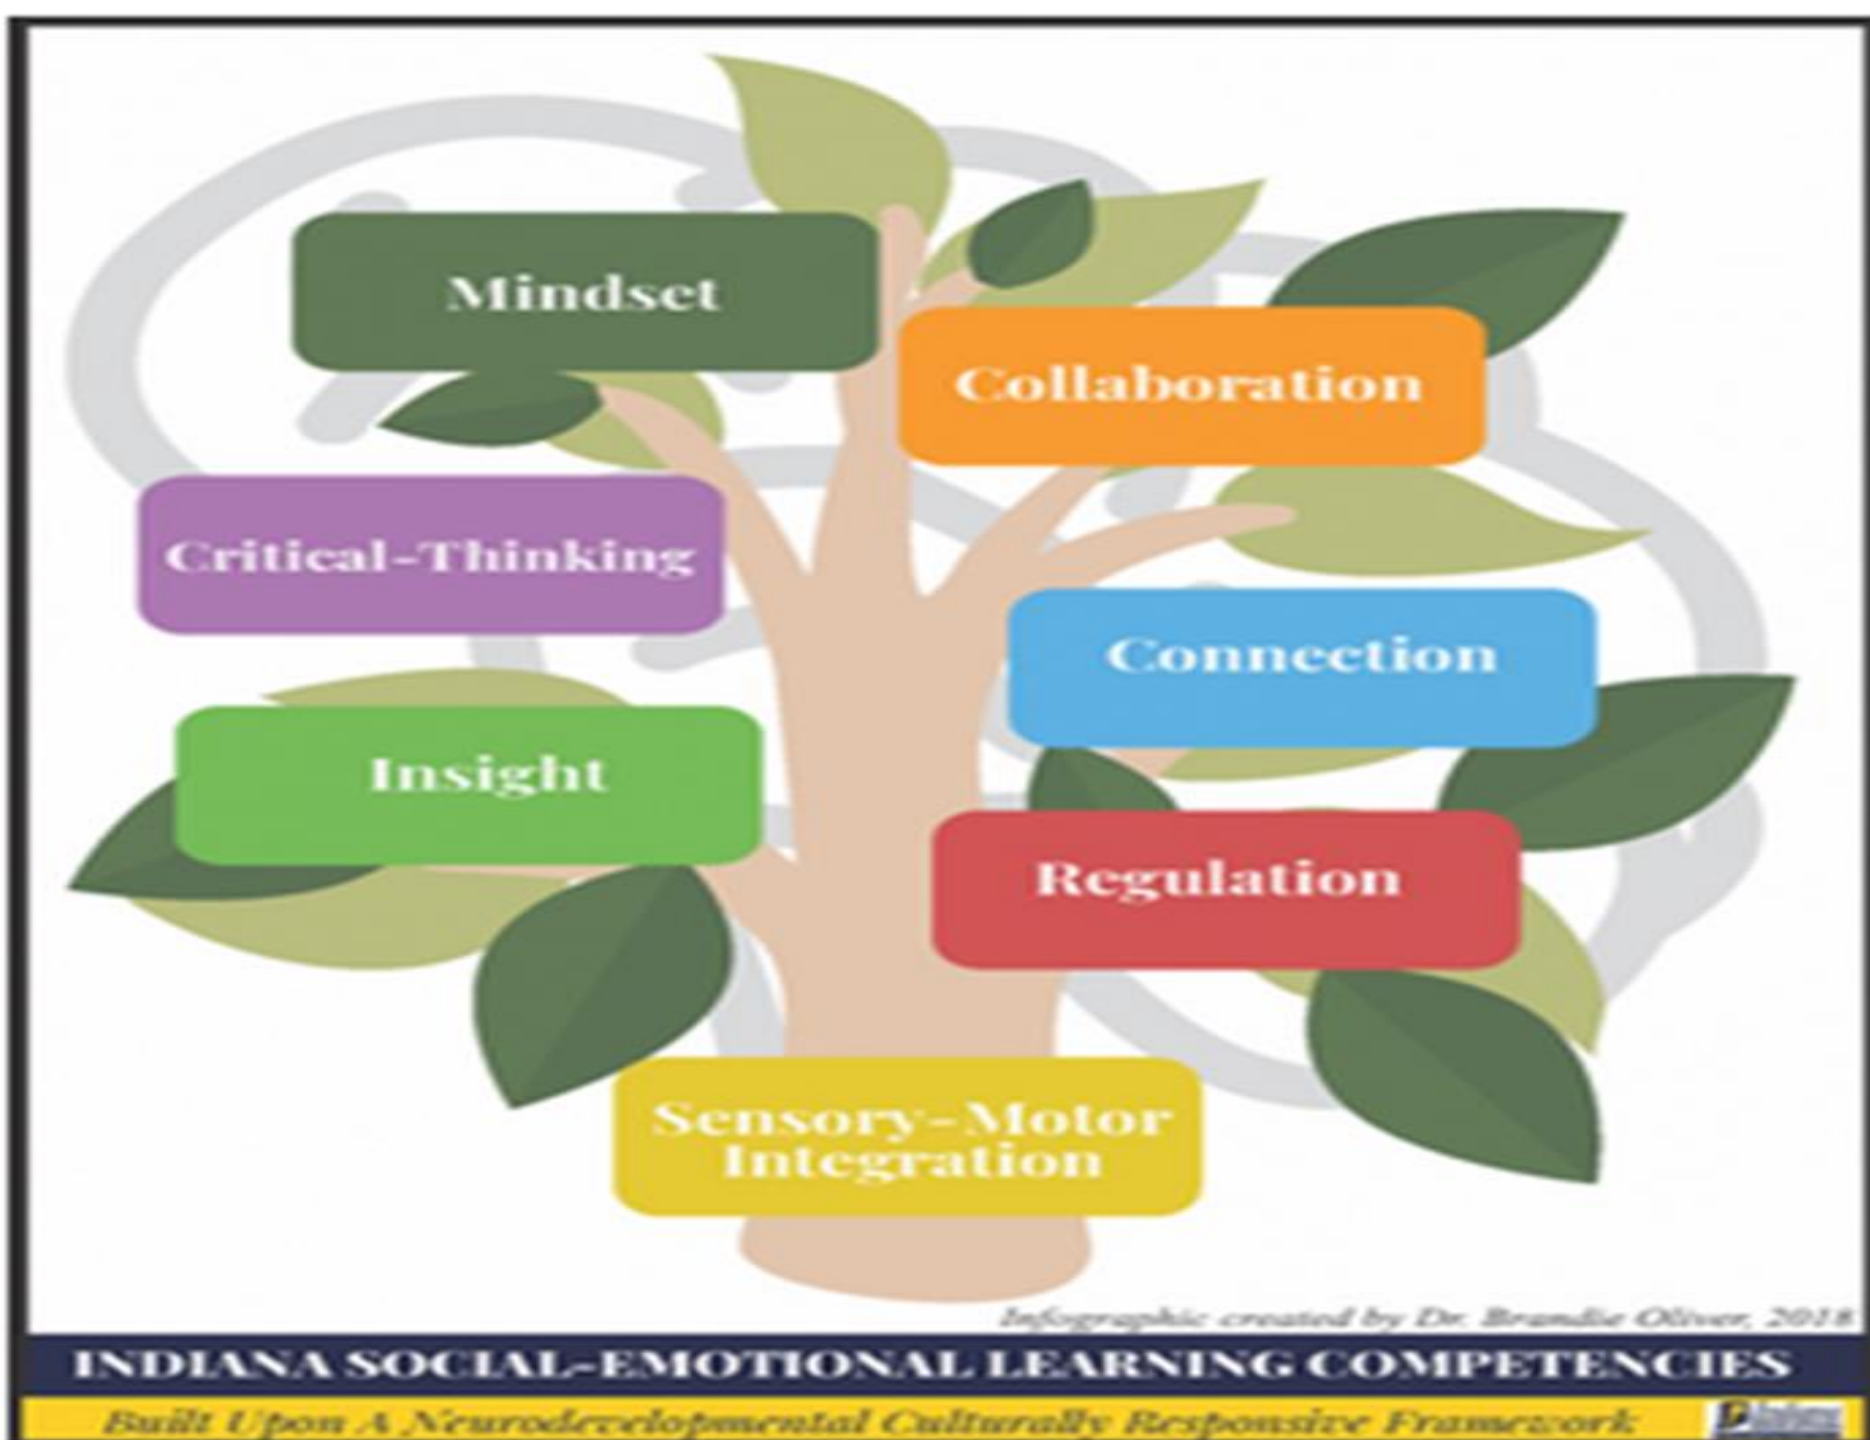 Mindset
Collaboration
Critical-Thinking
Connection
Insight
Regulation
Sensory-Motor
Integration
Infographic created by Dr. Brandie Oliver, 2018
INDIANA SOCIAL-EMOTIONAL LEARNING COMPETENCIES
Built Upon A Neurodevelopmental Culturally Responsive Framework